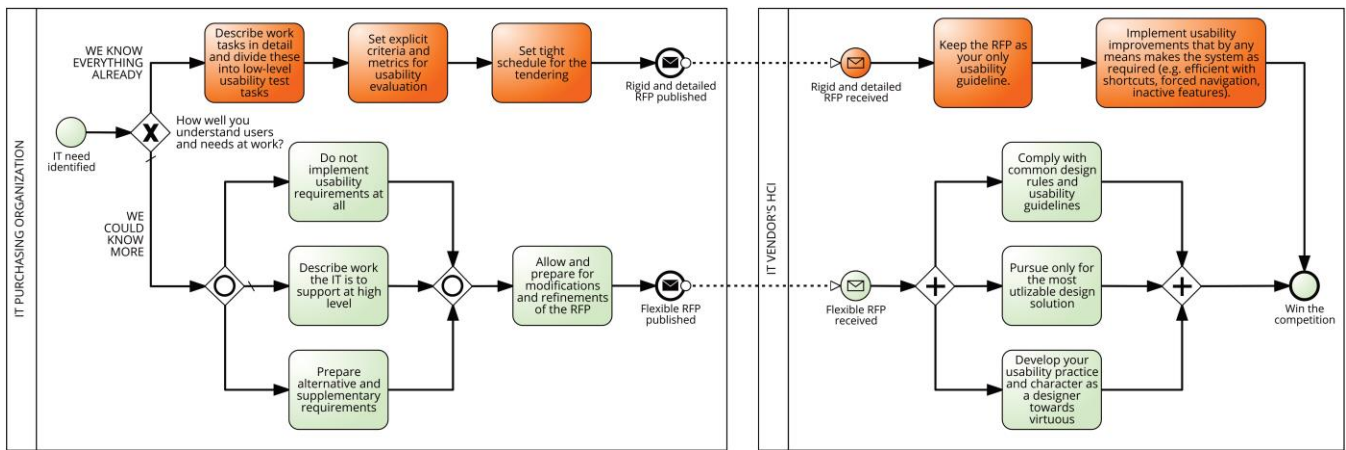 IT PURCHASING ORGANIZATION
WE KNOW
EVERYTHING
ALREADY
Describe work
tasks in detail
and divide these
into low-level
usability test
tasks
Set explicit
criteria and
metrics for
usability
evaluation
Set tight
schedule for the
tendering
Rigid and detailed
RFP published
IT need
identified
X
How well you
understand users
and needs at work?
WE
COULD
KNOW
MORE
Do not
implement
usability
requirements at
all
Describe work
the IT is to
support at high
level
Prepare
alternative and
supplementary
requirements
Allow and
prepare for
modifications
and refinements
of the RFP
Flexible RFP
published
IT VENDOR'S HCI
Rigid and detailed
RFP received
Keep the RFP as
your only
usability
guideline.
Implement usability
improvements that by any
means makes the system as
required (e.g. efficient with
shortcuts, forced navigation,
inactive features).
Flexible RFP
received
Comply with
common design
rules and
usability
guidelines
Pursue only for
the most
utlizable design
solution
Develop your
usability practice
and character as
a designer
towards
virtuous
Win the
competition